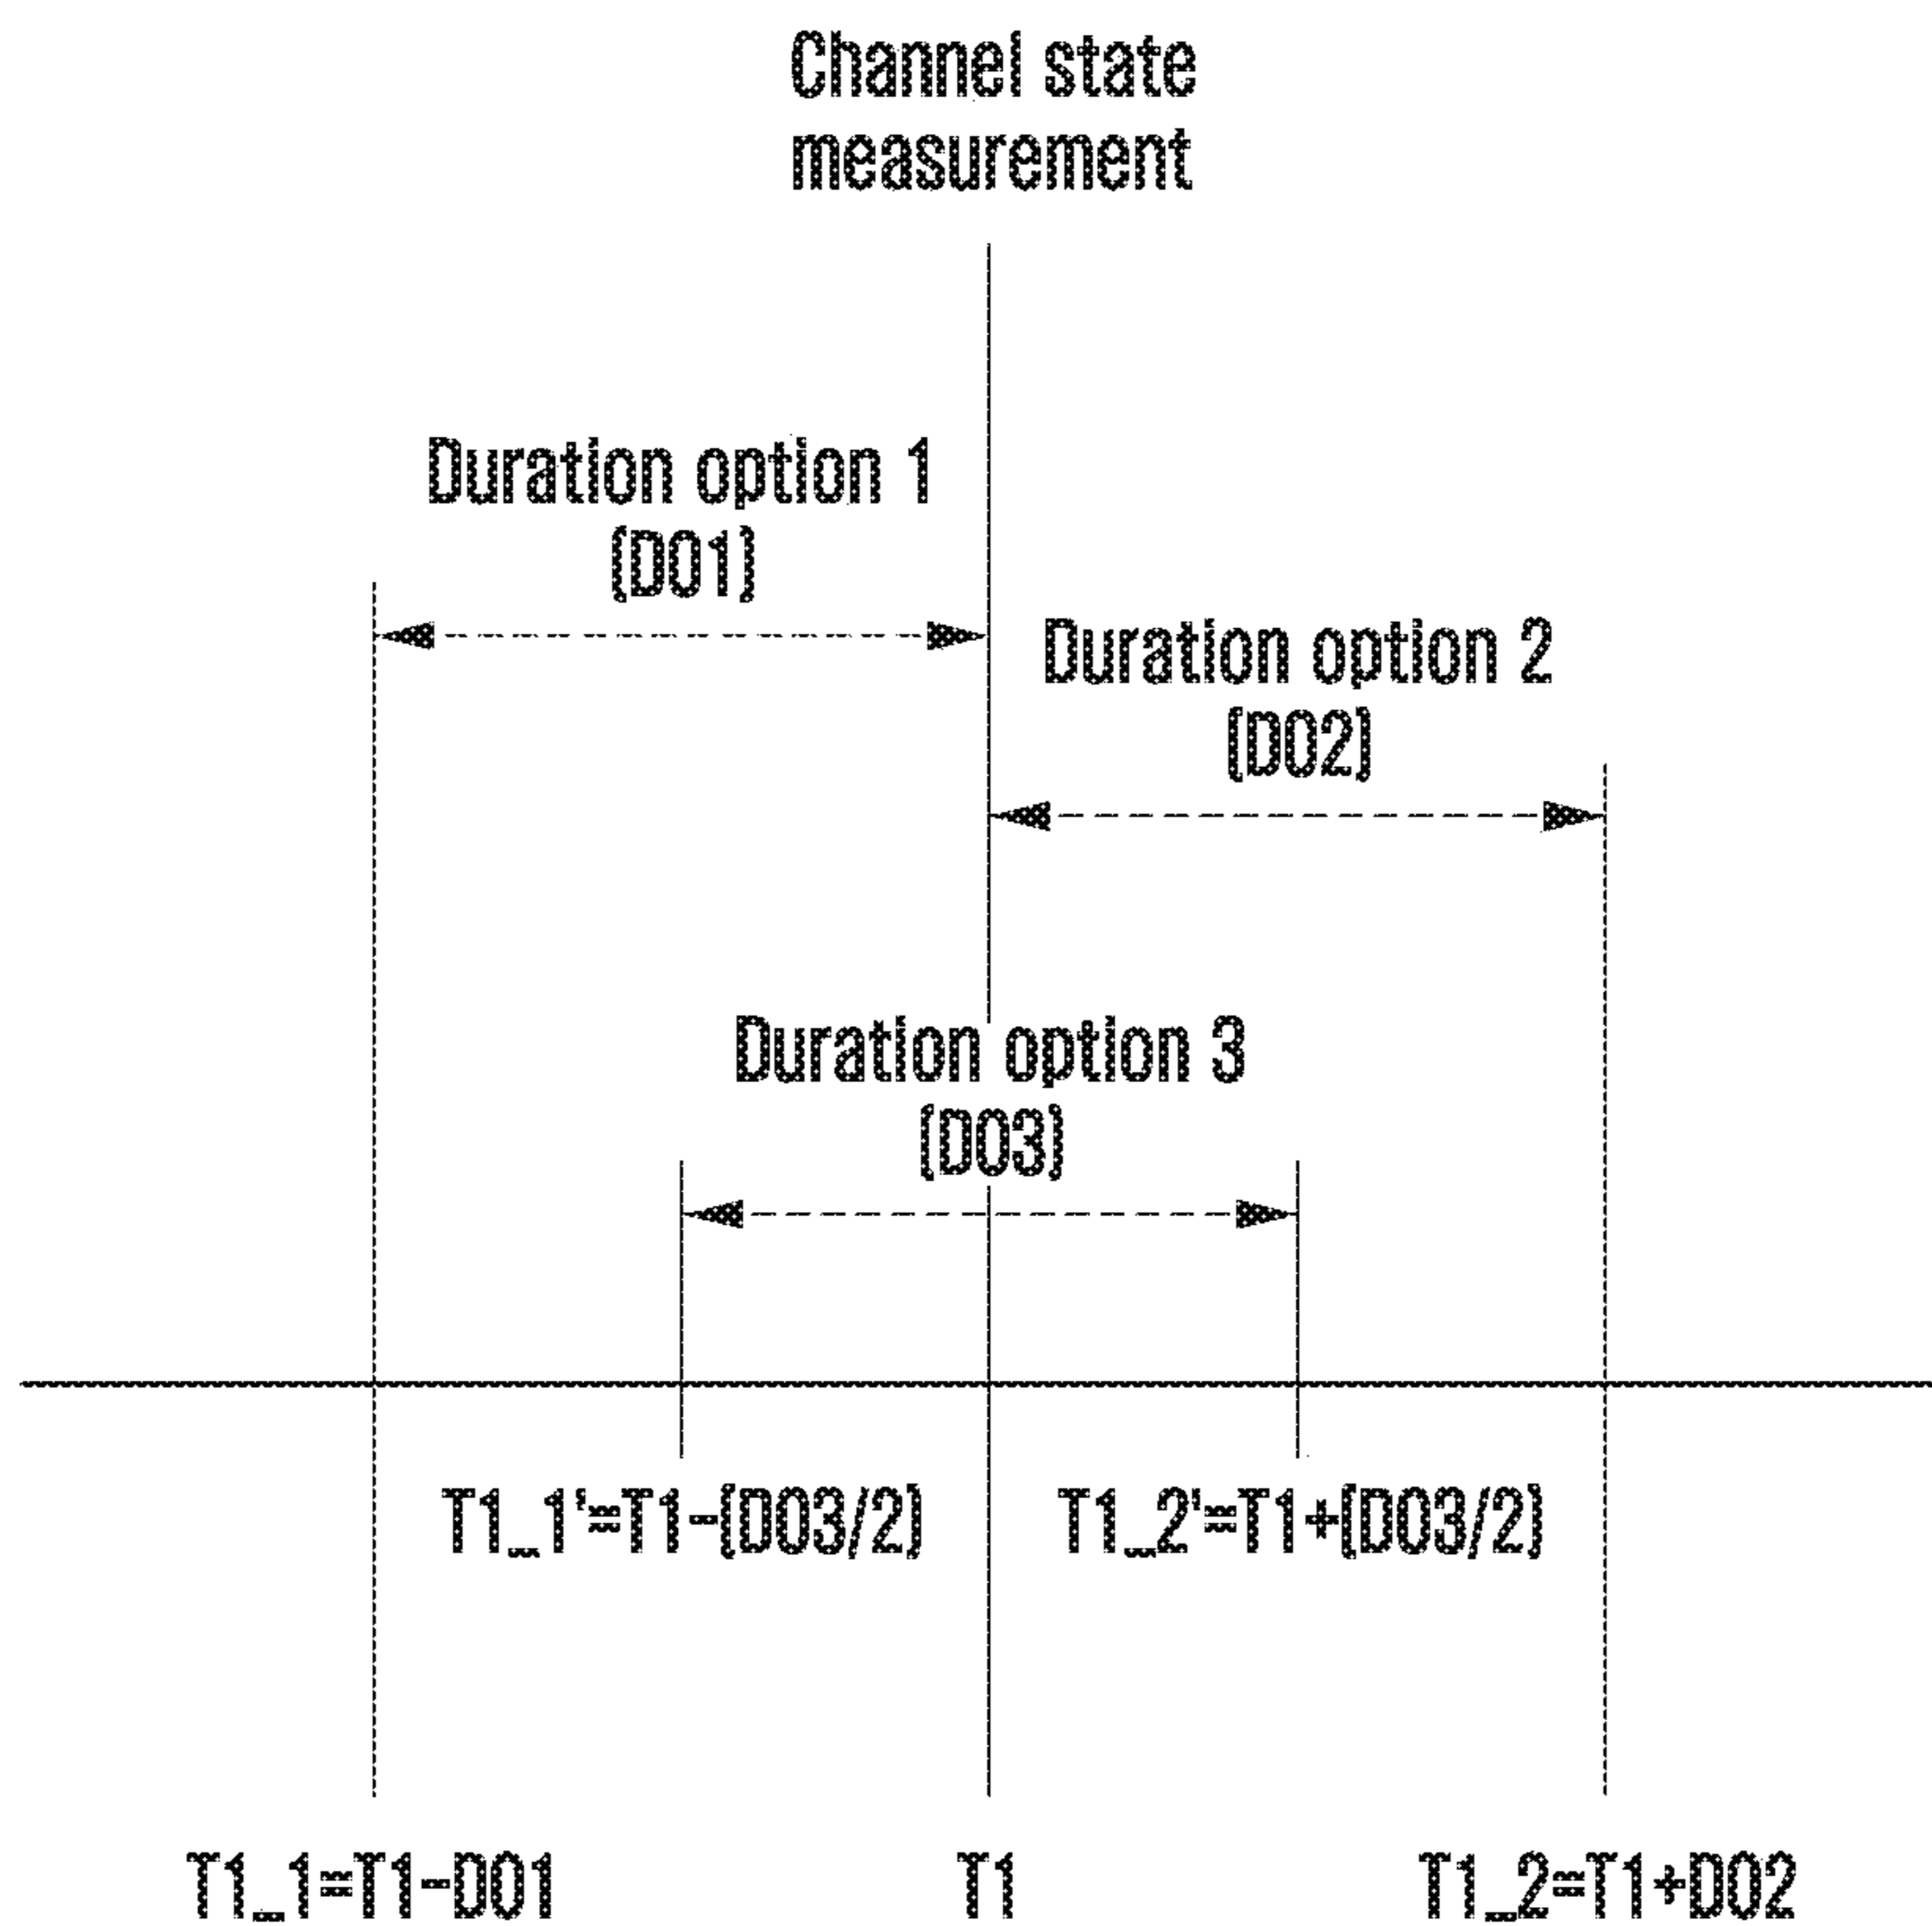 Channel state
measurement
Duration option 1
(DO1)
Duration option 2
(DO2)
Duration option 3
(DO3)
T1_1'=T1-(DO3/2)
T1_2'=T1+(DO3/2)
T1_1=T1-DO1
T1
T1_2=T1+DO2